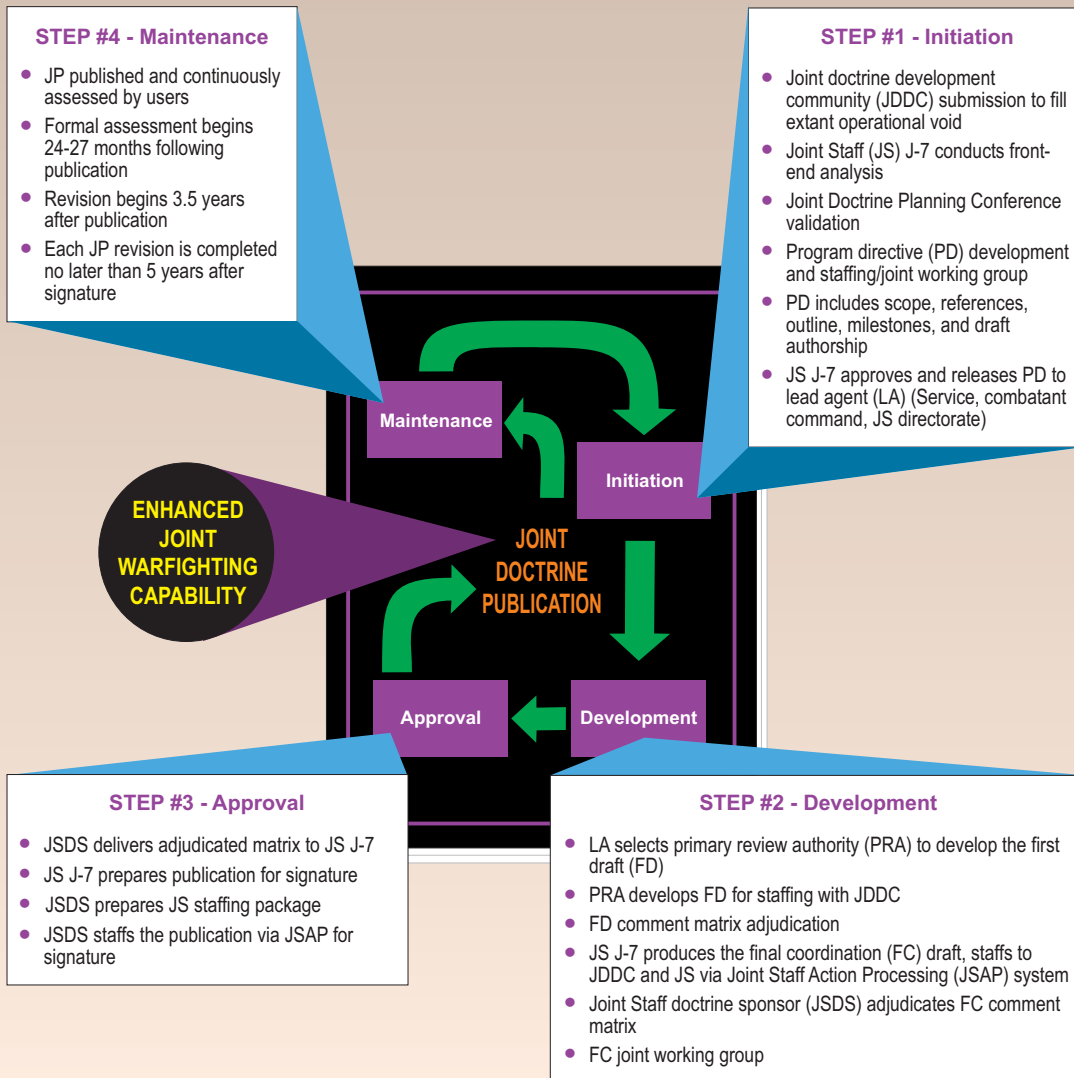 STEP #4 - Maintenance
• JP published and continuously
assessed by users
• Formal assessment begins
24-27 months following
publication
• Revision begins 3.5 years
after publication
• Each JP revision is completed
no later than 5 years after
signature
STEP #1 - Initiation
• Joint doctrine development
community (JDDC) submission to fill
extant operational void
• Joint Staff (JS) J-7 conducts front-
end analysis
• Joint Doctrine Planning Conference
validation
• Program directive (PD) development
and staffing/joint working group
• PD includes scope, references,
outline, milestones, and draft
authorship
• JS J-7 approves and releases PD to
lead agent (LA) (Service, combatant
command, JS directorate)
Maintenance
Initiation
ENHANCED
JOINT
WARFIGHTING
CAPABILITY
JOINT
DOCTRINE
PUBLICATION
Approval
Development
STEP #3 - Approval
• JSDS delivers adjudicated matrix to JS J-7
• JS J-7 prepares publication for signature
• JSDS prepares JS staffing package
• JSDS staffs the publication via JSAP for
signature
STEP #2 - Development
• LA selects primary review authority (PRA) to develop the first
draft (FD)
• PRA develops FD for staffing with JDDC
• FD comment matrix adjudication
• JS J-7 produces the final coordination (FC) draft, staffs to
JDDC and JS via Joint Staff Action Processing (JSAP) system
• Joint Staff doctrine sponsor (JSDS) adjudicates FC comment
matrix
• FC joint working group